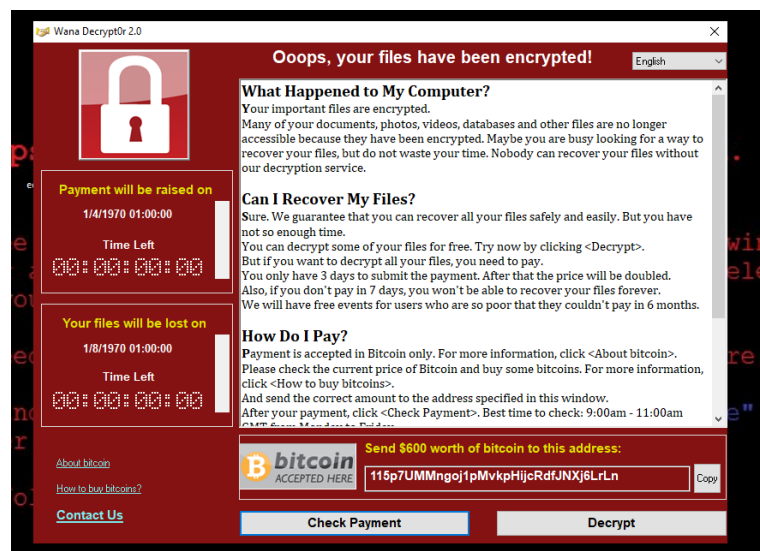 Wana Decrypt0r 2.0
Ooops, your files have been encrypted!
English
What Happened to My Computer?
Your important files are encrypted.
Many of your documents, photos, videos, databases and other files are no longer
accessible because they have been encrypted. Maybe you are busy looking for a way to
recover your files, but do not waste your time. Nobody can recover your files without
our decryption service.
Can I Recover My Files?
Sure. We guarantee that you can recover all your files safely and easily. But you have
not so enough time.
You can decrypt some of your files for free. Try now by clicking <Decrypt>.
But if you want to decrypt all your files, you need to pay.
You only have 3 days to submit the payment. After that the price will be doubled.
Also, if you don't pay in 7 days, you won't be able to recover your files forever.
We will have free events for users who are so poor that they couldn't pay in 6 months.
How Do I Pay?
Payment is accepted in Bitcoin only. For more information, click <About bitcoin>.
Please check the current price of Bitcoin and buy some bitcoins. For more information,
click <How to buy bitcoins>.
And send the correct amount to the address specified in this window.
After your payment, click <Check Payment>. Best time to check: 9:00am - 11:00am
GMT from Monday to Friday.
Payment will be raised on
1/4/1970 01:00:00
Time Left
00:00:00:00
Your files will be lost on
1/8/1970 01:00:00
Time Left
00:00:00:00
About bitcoin
How to buy bitcoins?
Contact Us
bitcoin
ACCEPTED HERE
Send $600 worth of bitcoin to this address:
115p7UMMngoj1pMvkpHijcRdfJNXj6LrLn
Copy
Check Payment
Decrypt